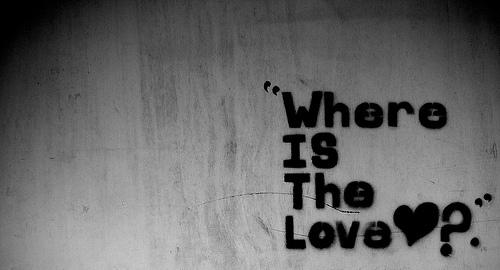 “Where
IS
The
Love♥?.”